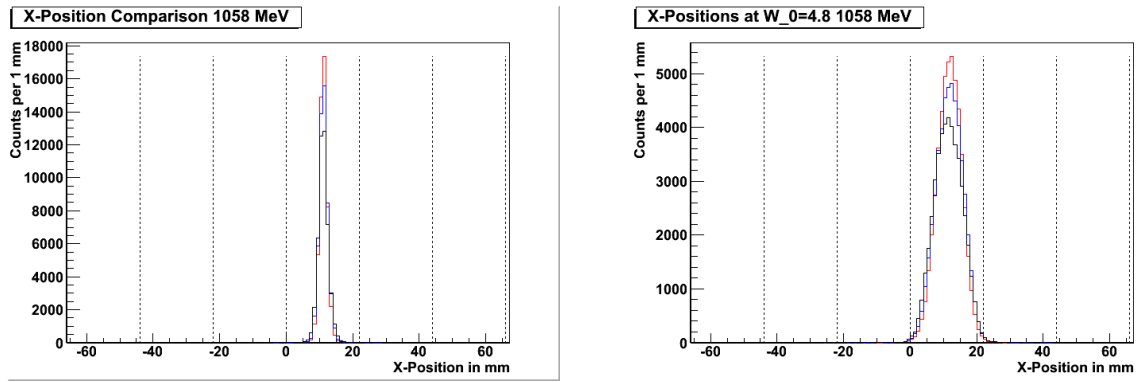 X-Position Comparison 1058 MeV
Counts per 1 mm
18000
16000
14000
12000
10000
8000
6000
4000
2000
0
-60 -40 -20 0 20 40 60
X-Position in mm
X-Positions at W_0=4.8 1058 MeV
Counts per 1 mm
5000
4000
3000
2000
1000
0
-60 -40 -20 0 20 40 60
X-Position in mm